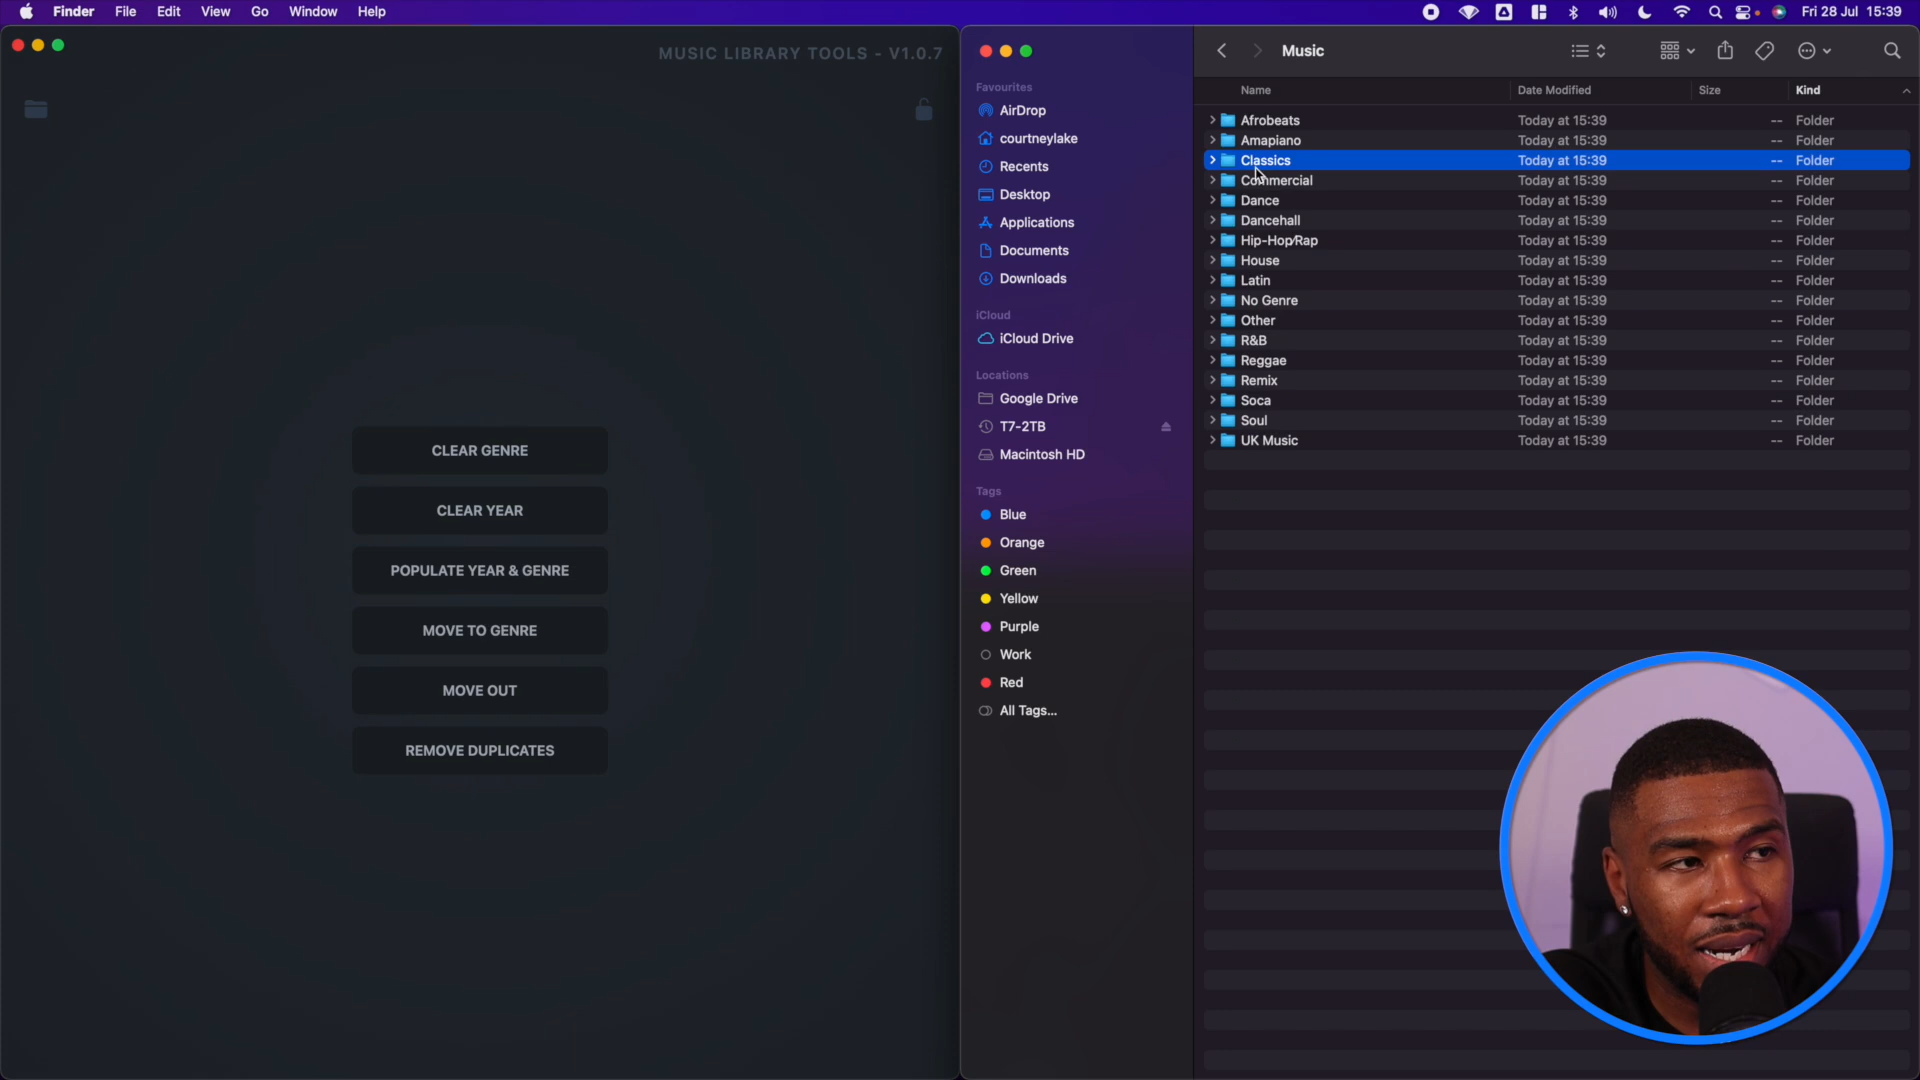 Finder File Edit View Go Window Help
Fri 28 Jul 15:39
MUSIC LIBRARY TOOLS - V1.0.7
CLEAR GENRE
CLEAR YEAR
POPULATE YEAR & GENRE
MOVE TO GENRE
MOVE OUT
REMOVE DUPLICATES
Favourites
AirDrop
courtneylake
Recents
Desktop
Applications
Documents
Downloads
iCloud
iCloud Drive
Locations
Google Drive
T7-2TB
Macintosh HD
Tags
Blue
Orange
Green
Yellow
Purple
Work
Red
All Tags...
Music
Name Date Modified Size Kind
Afrobeats Today at 15:39 -- Folder
Amapiano Today at 15:39 -- Folder
Classics Today at 15:39 -- Folder
Commercial Today at 15:39 -- Folder
Dance Today at 15:39 -- Folder
Dancehall Today at 15:39 -- Folder
Hip-Hop/Rap Today at 15:39 -- Folder
House Today at 15:39 -- Folder
Latin Today at 15:39 -- Folder
No Genre Today at 15:39 -- Folder
Other Today at 15:39 -- Folder
R&B Today at 15:39 -- Folder
Reggae Today at 15:39 -- Folder
Remix Today at 15:39 -- Folder
Soca Today at 15:39 -- Folder
Soul Today at 15:39 -- Folder
UK Music Today at 15:39 -- Folder